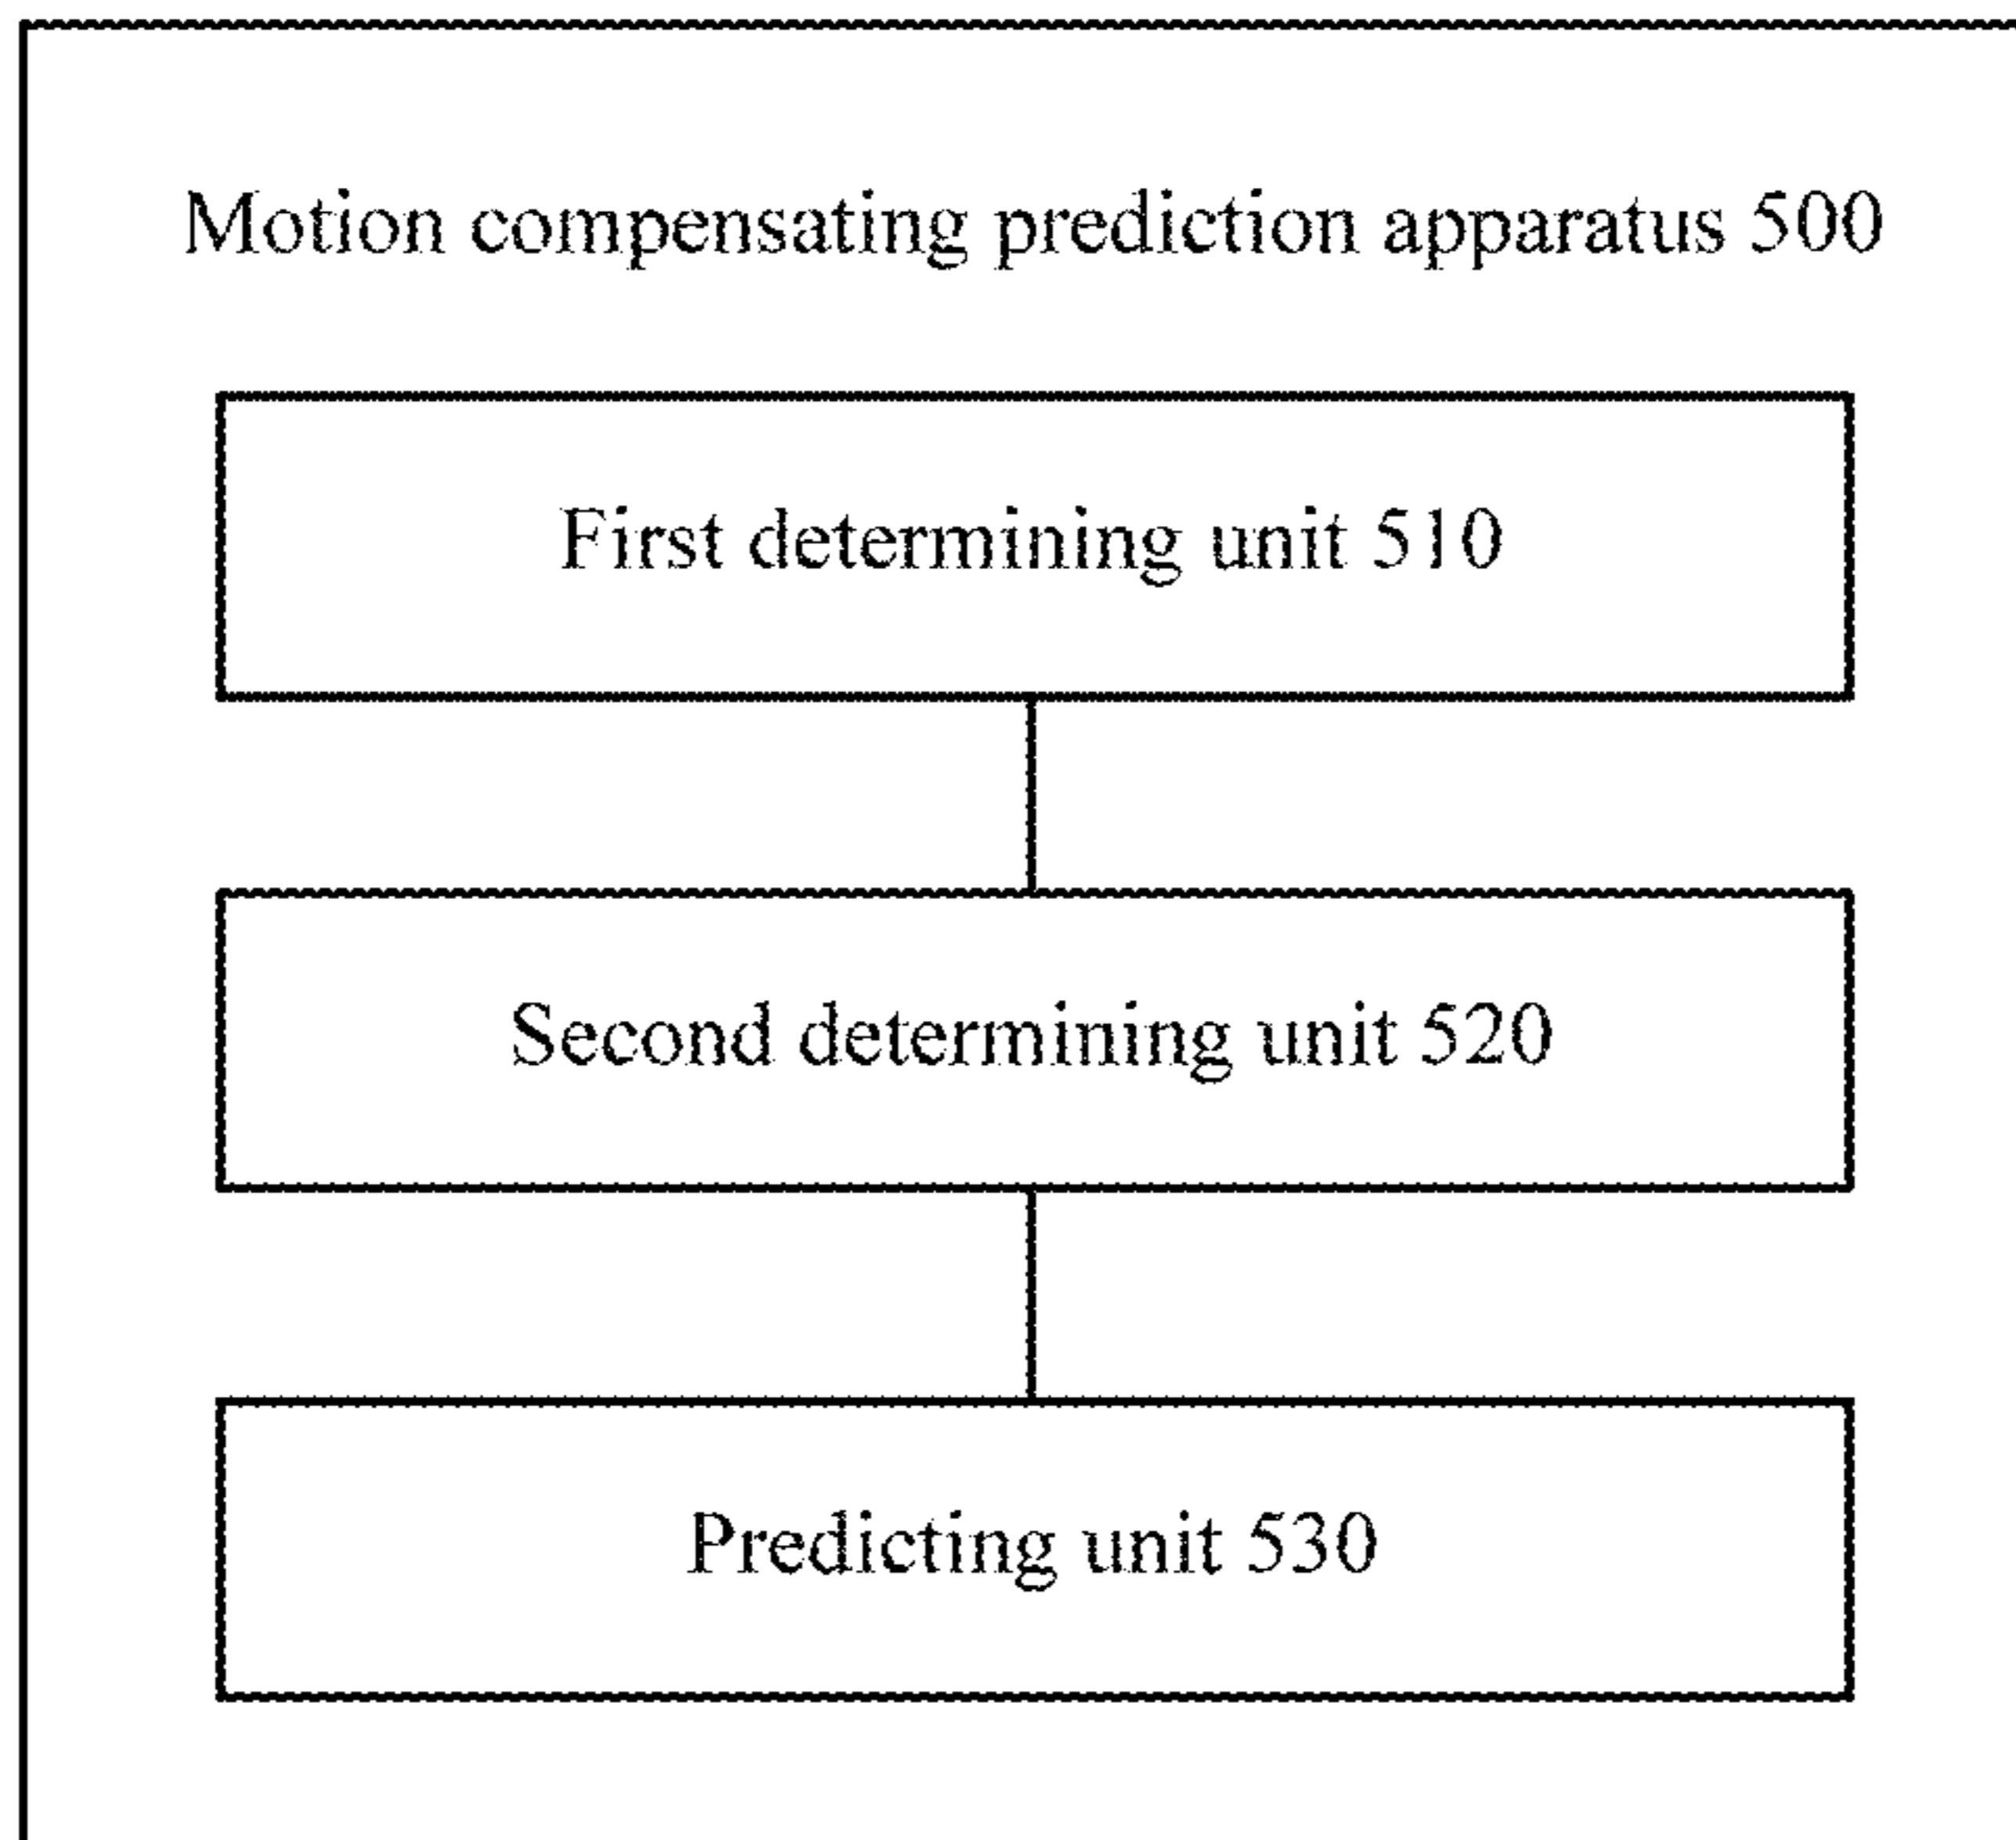 Motion compensating prediction apparatus 500
First determining unit 510
Second determining unit 520
Predicting unit 530